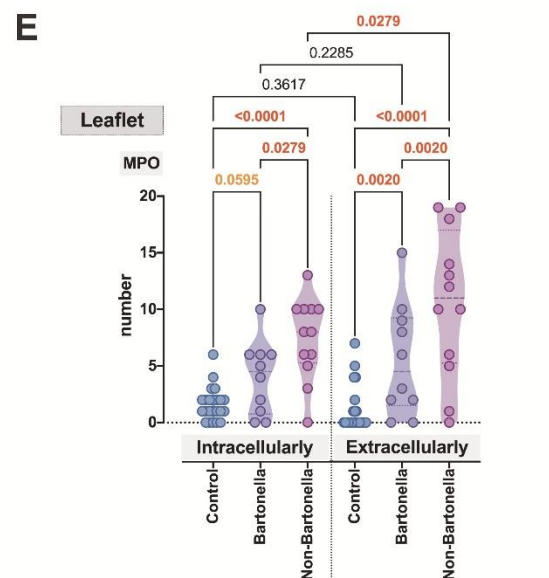 E
0.0279
0.2285
0.3617
Leaflet
<0.0001 <0.0001
MPO
0.0279 0.0020
0.0595 0.0020
20
15
10
5
0
number
Intracellularly Extracellularly
Control
Bartonella
Non-Bartonella
Control
Bartonella
Non-Bartonella